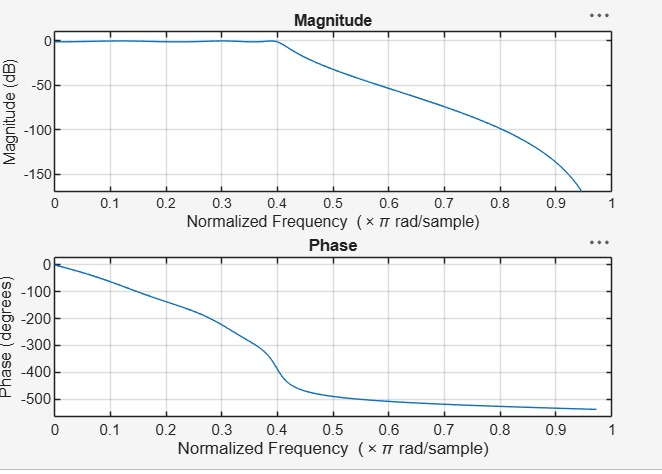 Magnitude
0
-50
-100
-150
Magnitude (dB)
0 0.1 0.2 0.3 0.4 0.5 0.6 0.7 0.8 0.9 1
Normalized Frequency (× π rad/sample)
Phase
0
-100
-200
-300
-400
-500
Phase (degrees)
0 0.1 0.2 0.3 0.4 0.5 0.6 0.7 0.8 0.9 1
Normalized Frequency (× π rad/sample)